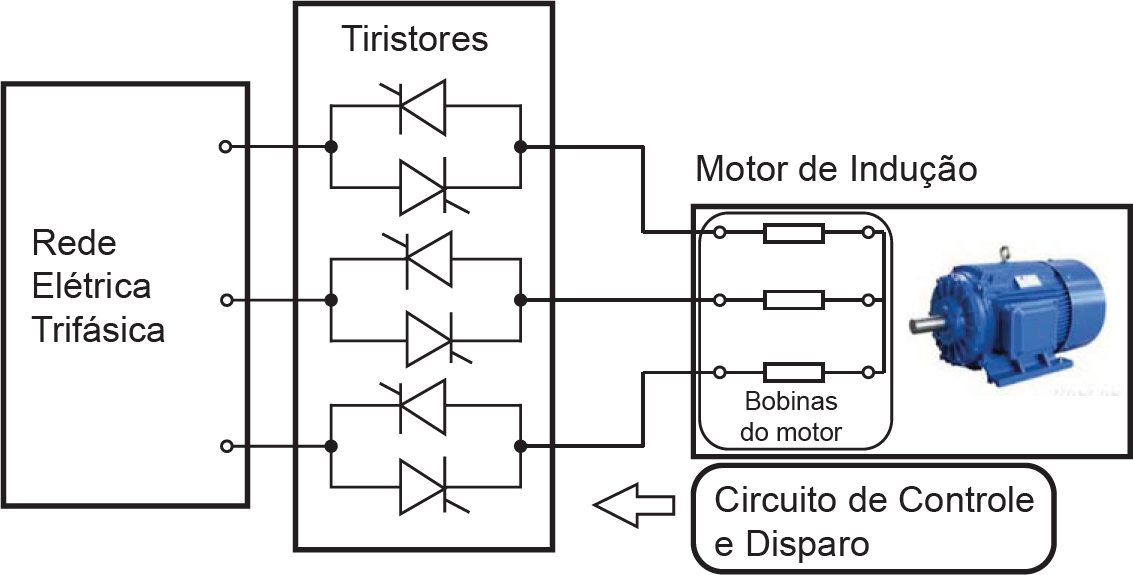 Tiristores
Rede
Elétrica
Trifásica
Motor de Indução
Bobinas
do motor
Circuito de Controle
e Disparo